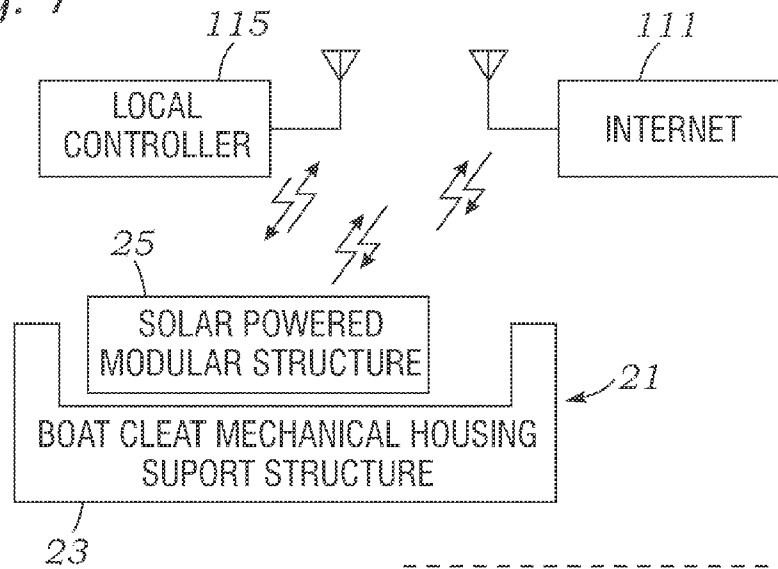 115
111
LOCAL
CONTROLLER
INTERNET
25
SOLAR POWERED
MODULAR STRUCTURE
21
BOAT CLEAT MECHANICAL HOUSING
SUPORT STRUCTURE
23